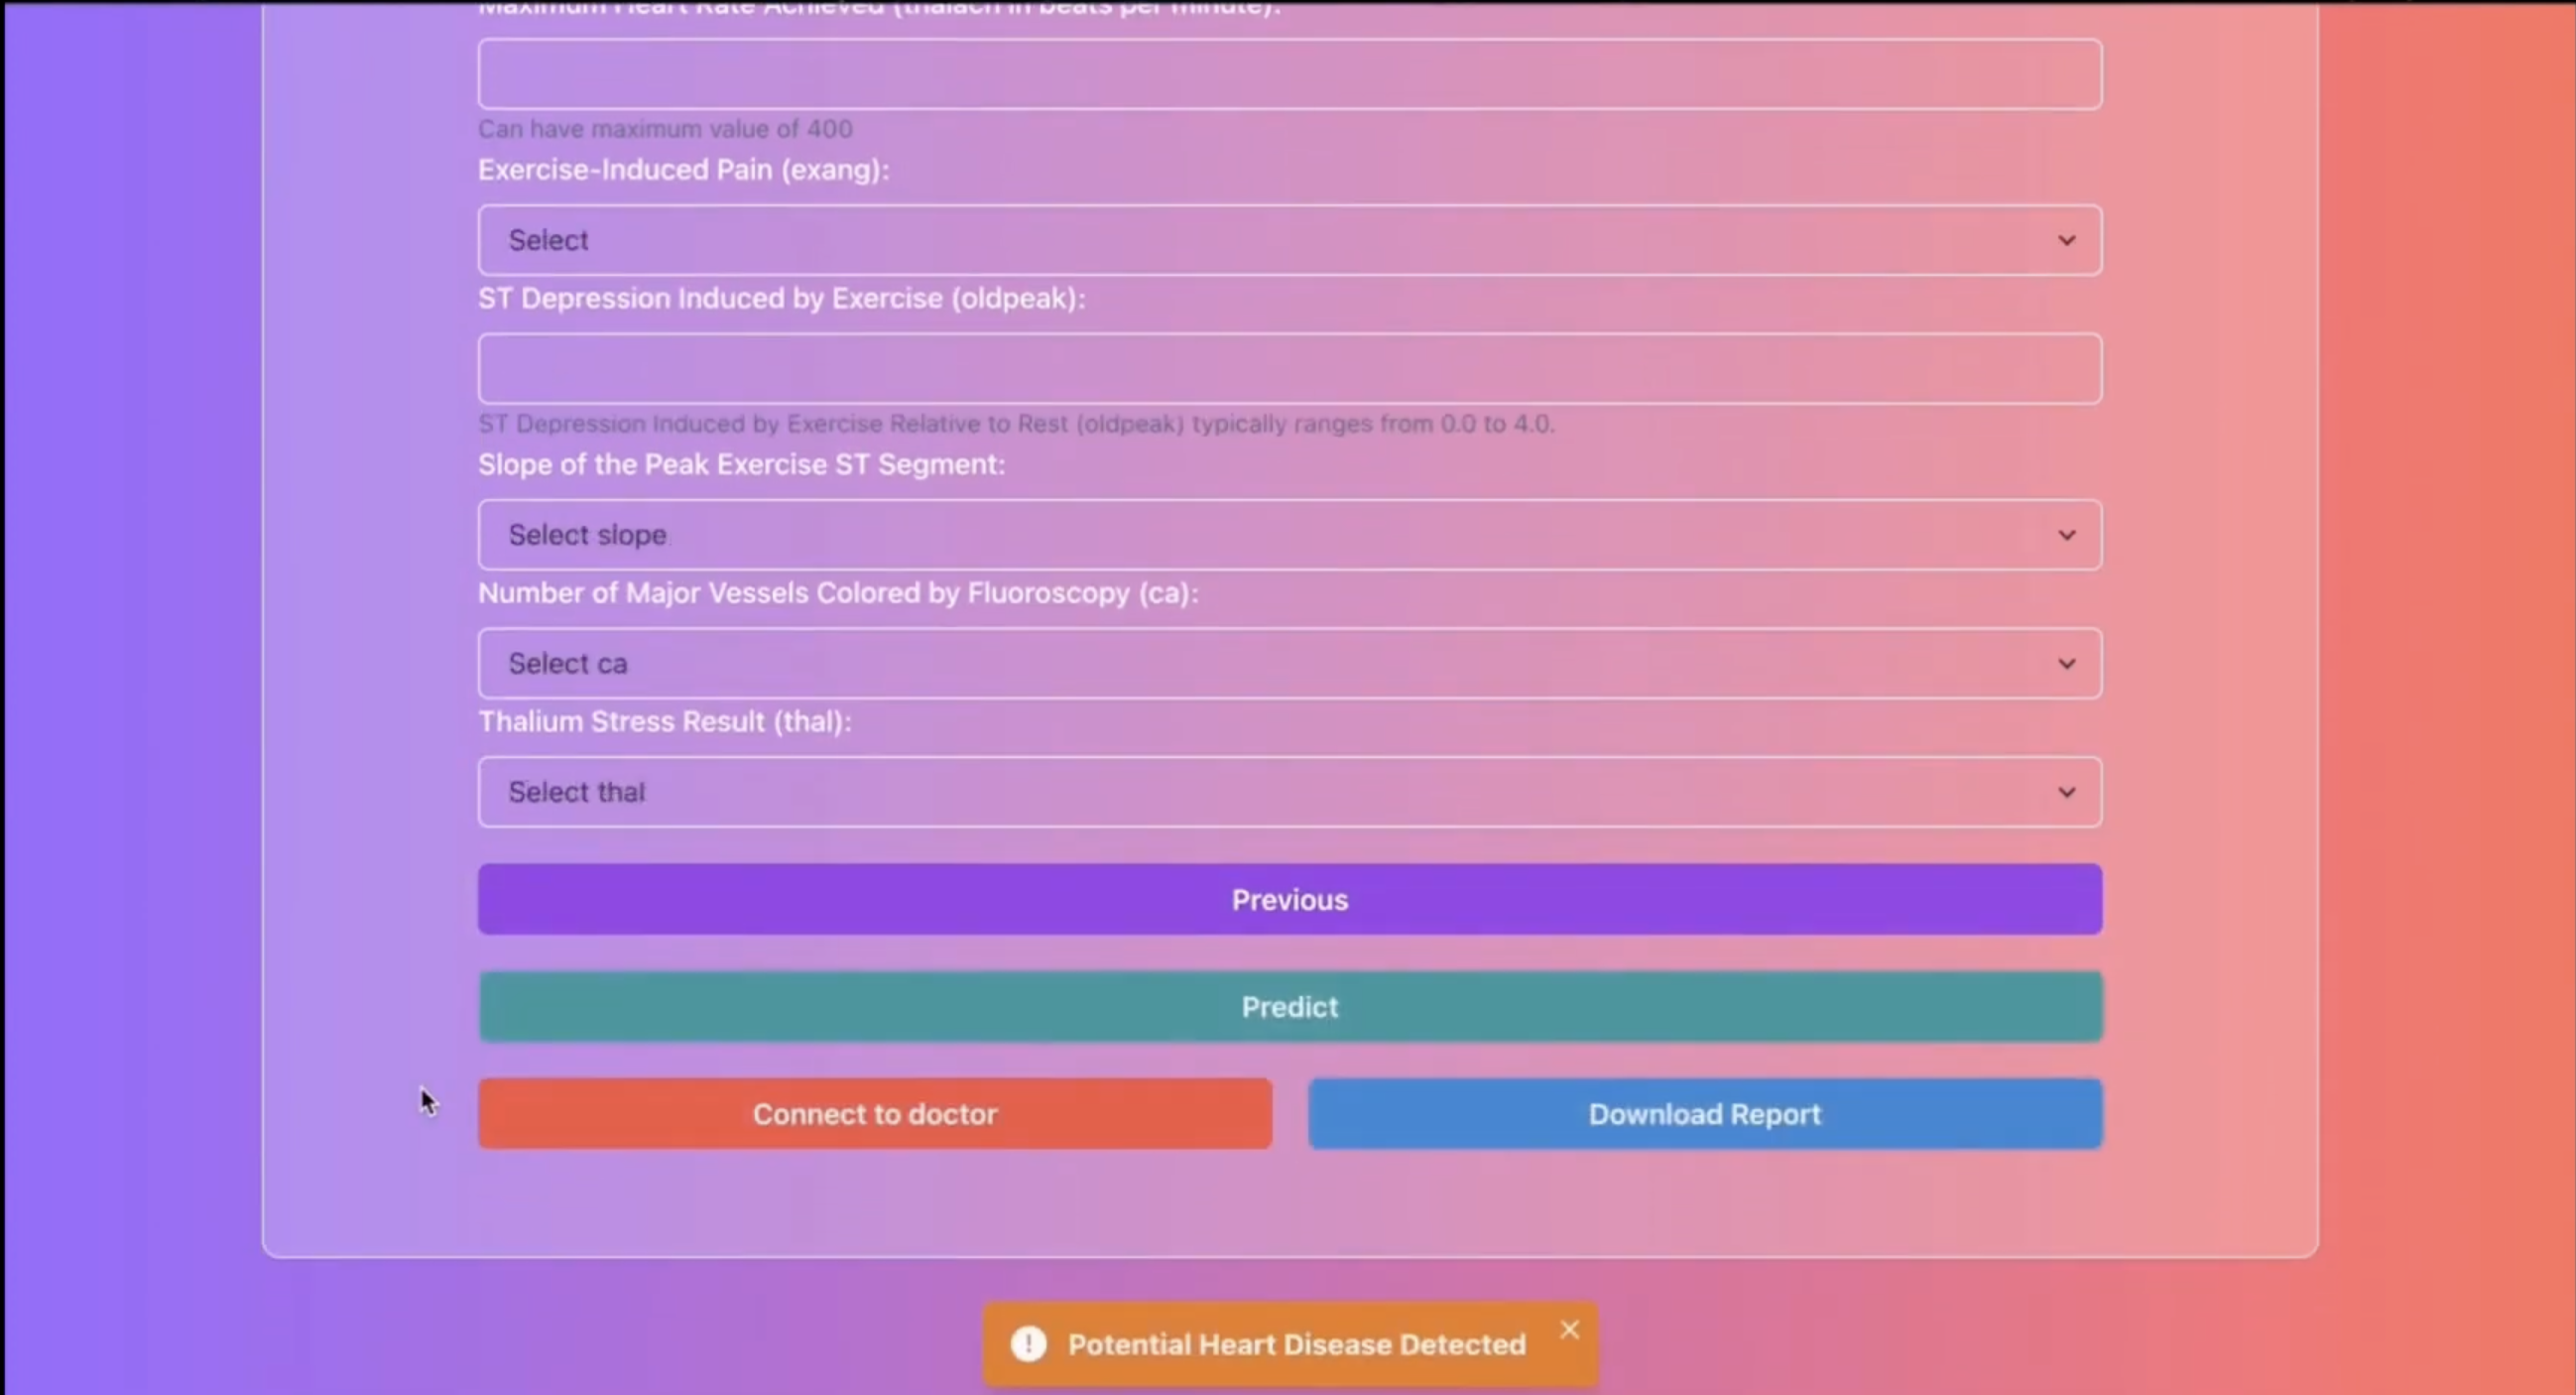 Maximum Heart Rate Achieved (thalach in beats per minute):
Can have maximum value of 400
Exercise-Induced Pain (exang):
Select
ST Depression Induced by Exercise (oldpeak):
ST Depression Induced by Exercise Relative to Rest (oldpeak) typically ranges from 0.0 to 4.0.
Slope of the Peak Exercise ST Segment:
Select slope
Number of Major Vessels Colored by Fluoroscopy (ca):
Select ca
Thalium Stress Result (thal):
Select thal
Previous
Predict
Connect to doctor
Download Report
Potential Heart Disease Detected